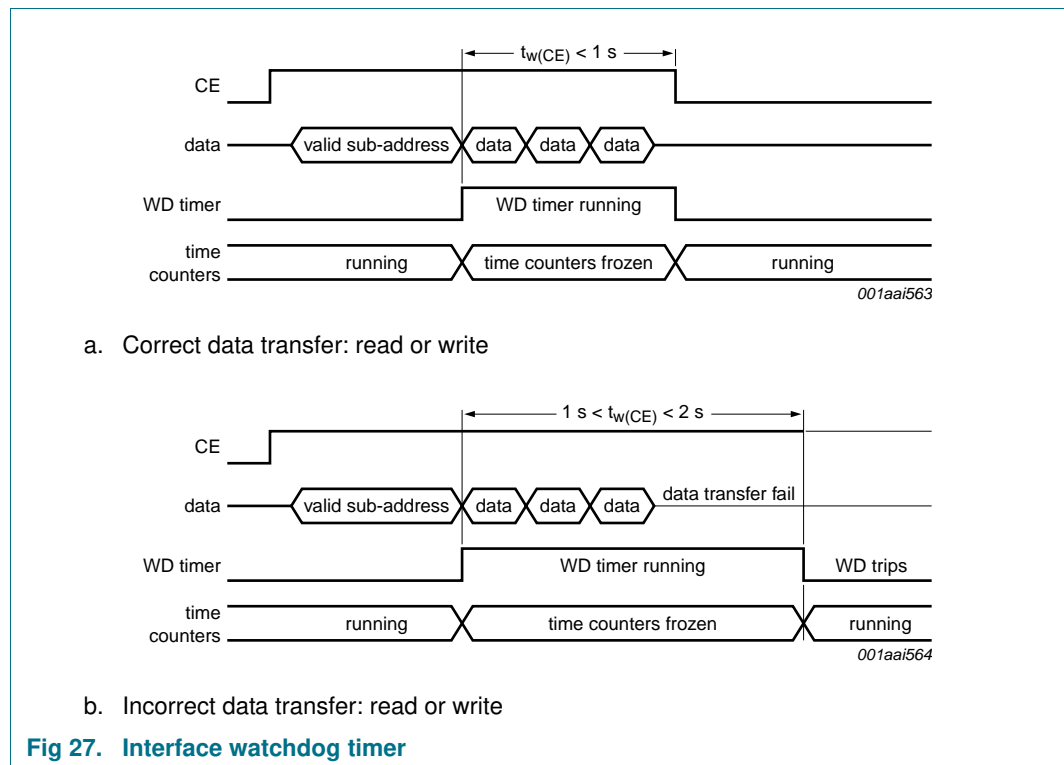 tw(CE) < 1 s
CE
data valid sub-address data data data
WD timer WD timer running
time counters running time counters frozen running
001aai563
a. Correct data transfer: read or write
1 s < tw(CE) < 2 s
CE
data valid sub-address data data data data transfer fail
WD timer WD timer running WD trips
time counters running time counters frozen running
001aai564
b. Incorrect data transfer: read or write
Fig 27. Interface watchdog timer